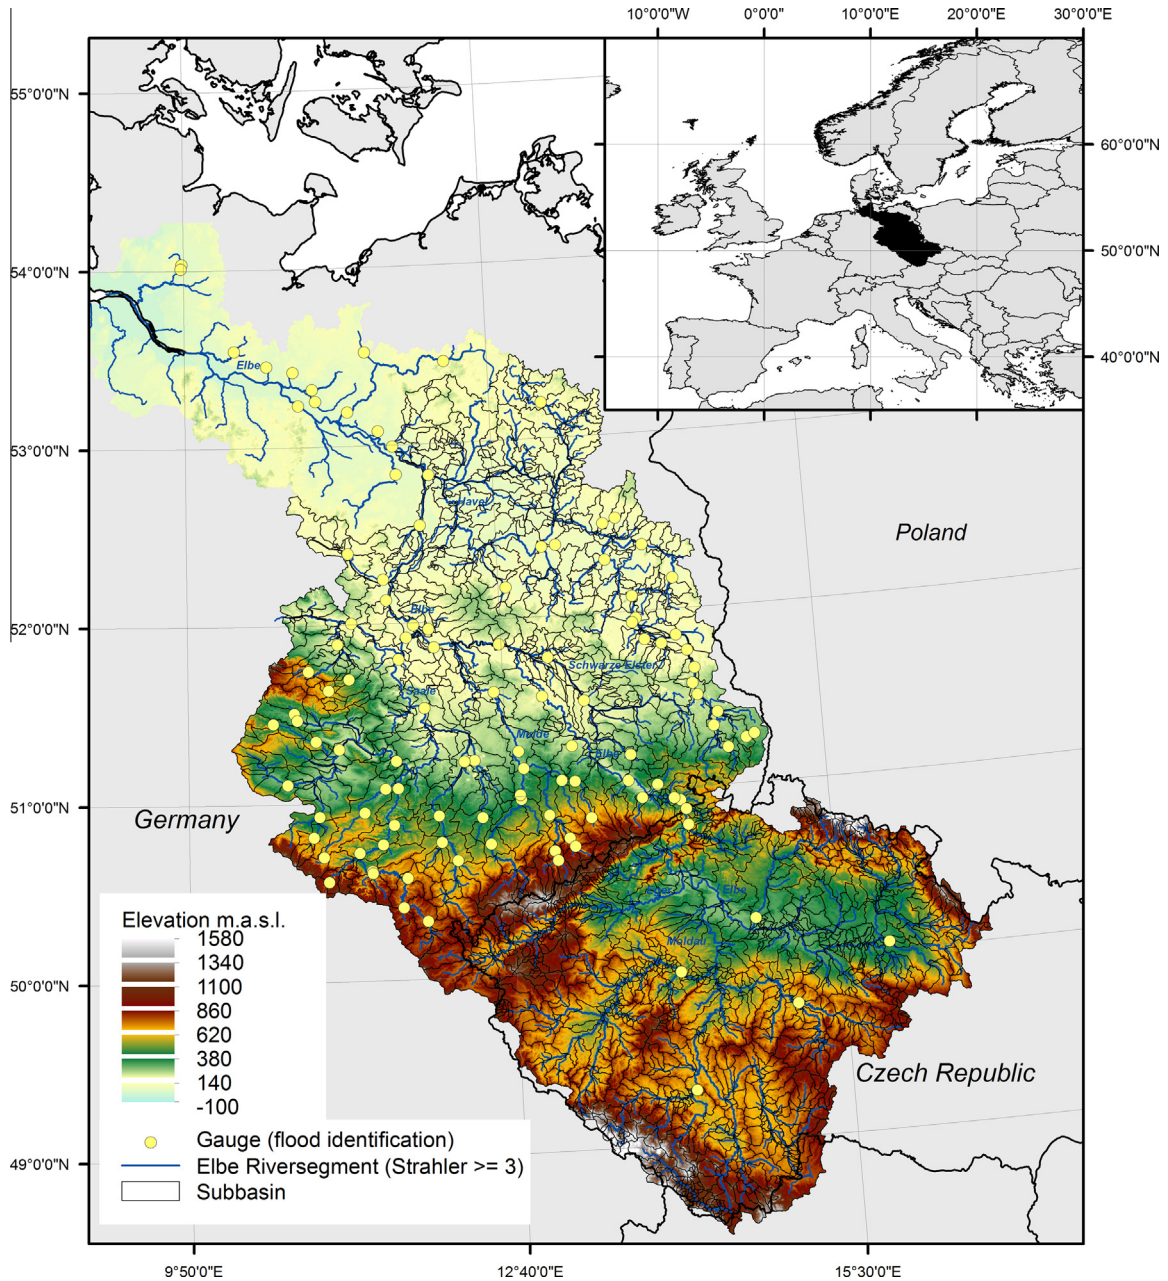 10°0'0"W 0°0'0" 10°0'0"E 20°0'0"E 30°0'0"E
55°0'0"N
60°0'0"N
54°0'0"N
50°0'0"N
40°0'0"N
Elbe
53°0'0"N
Havel
Poland
52°0'0"N
Elbe
Schwarze Elster
Saale
Mulde
Elbe
51°0'0"N
Germany
Eger
Elbe
Moldau
50°0'0"N
Czech Republic
49°0'0"N
Elevation m.a.s.l.
1580
1340
1100
860
620
380
140
-100
Gauge (flood identification)
Elbe Riversegment (Strahler >= 3)
Subbasin
9°50'0"E 12°40'0"E 15°30'0"E